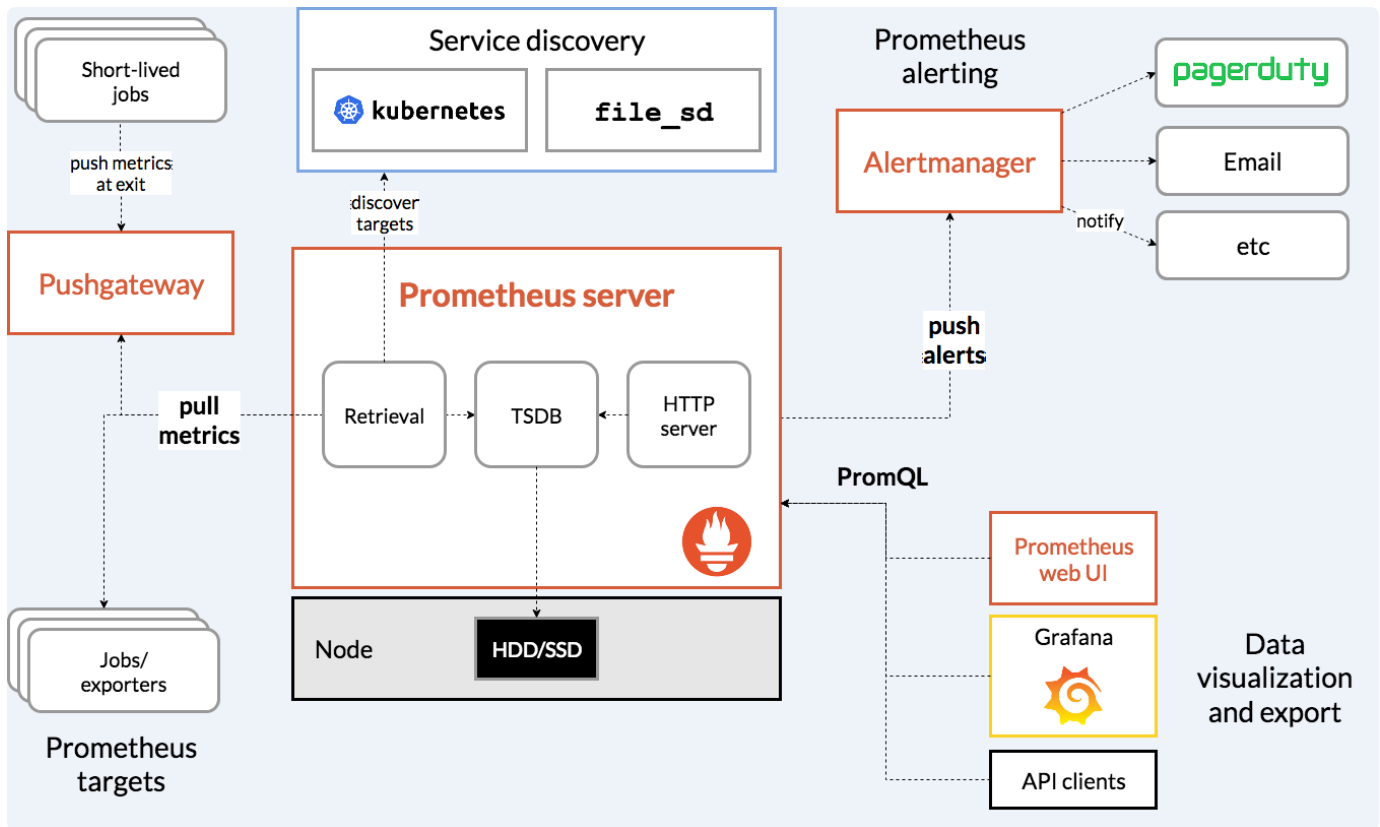 Short-lived
jobs
push metrics
at exit
Pushgateway
pull
metrics
Jobs/
exporters
Prometheus
targets
Service discovery
kubernetes
file_sd
discover
targets
Prometheus server
Retrieval
TSDB
HTTP
server
Node
HDD/SSD
Prometheus
alerting
Alertmanager
pagerduty
Email
notify
etc
push
alerts
PromQL
Prometheus
web UI
Grafana
API clients
Data
visualization
and export